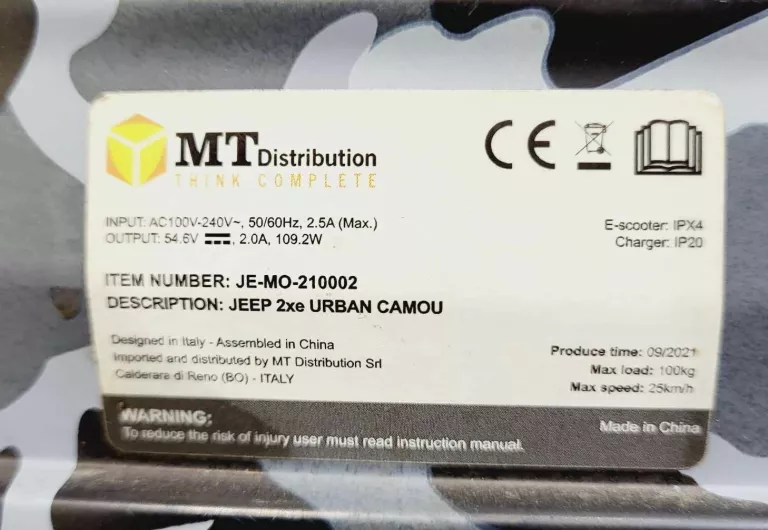 MT Distribution
THINK COMPLETE
CE
INPUT: AC100V-240V~, 50/60Hz, 2.5A (Max.)
OUTPUT: 54.6V ⎓, 2.0A, 109.2W
E-scooter: IPX4
Charger: IP20
ITEM NUMBER: JE-MO-210002
DESCRIPTION: JEEP 2xe URBAN CAMOU
Designed in Italy - Assembled in China
Imported and distributed by MT Distribution Srl
Calderara di Reno (BO) - ITALY
Produce time: 09/2021
Max load: 100kg
Max speed: 25km/h
WARNING:
To reduce the risk of injury user must read instruction manual.
Made in China